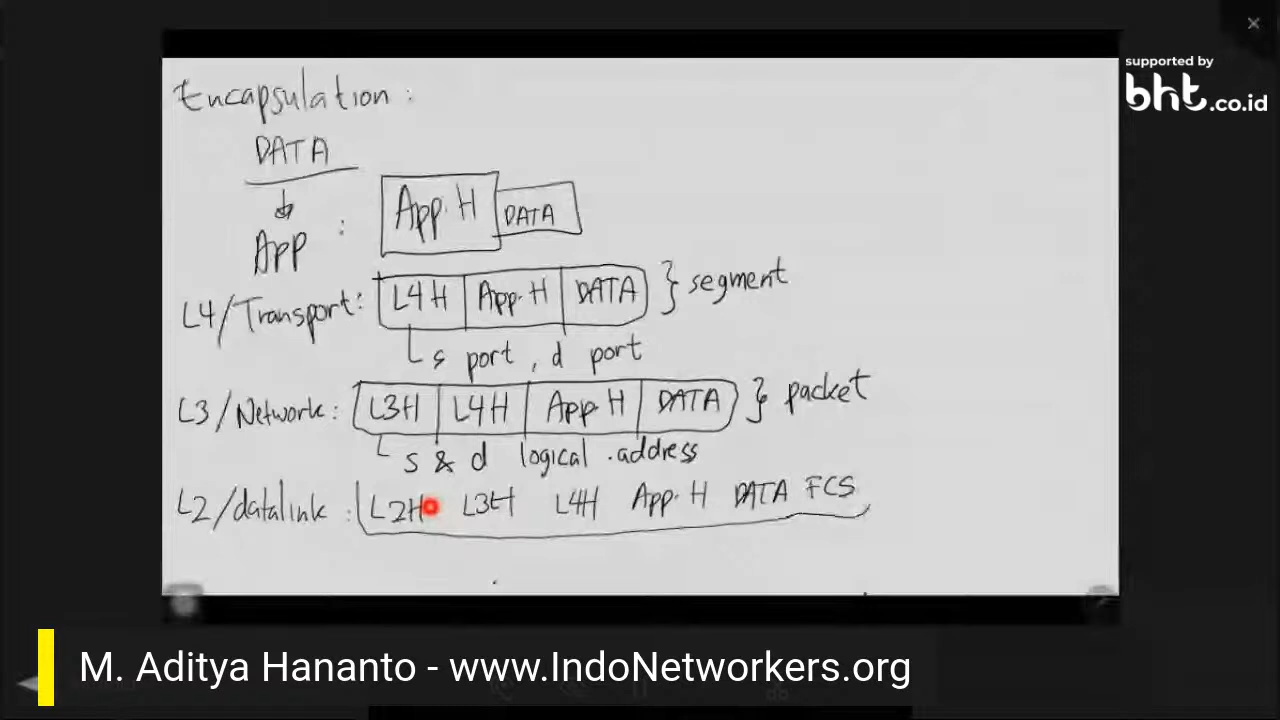 supported by
bht.co.id
Encapsulation :
DATA
APP : App. H DATA
L4/Transport: L4H App. H DATA } segment
s port, d port
L3/Network: L3H L4H App H DATA } packet
s & d logical address
L2/datalink : L2H L3H L4H App. H DATA FCS
M. Aditya Hananto - www.IndoNetworkers.org